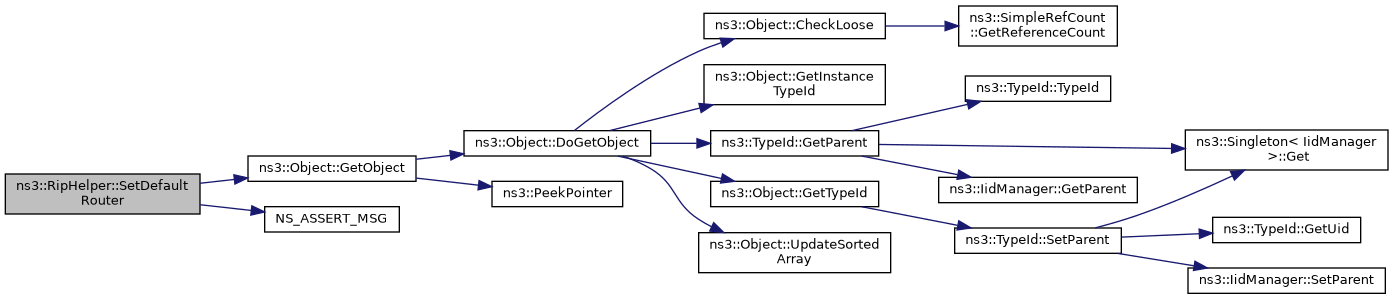 ns3::RipHelper::SetDefault
Router
ns3::Object::GetObject
NS_ASSERT_MSG
ns3::Object::DoGetObject
ns3::PeekPointer
ns3::Object::CheckLoose
ns3::Object::GetInstance
TypeId
ns3::TypeId::GetParent
ns3::Object::GetTypeId
ns3::Object::UpdateSorted
Array
ns3::SimpleRefCount
::GetReferenceCount
ns3::TypeId::TypeId
ns3::IidManager::GetParent
ns3::TypeId::SetParent
ns3::Singleton< IidManager
>::Get
ns3::TypeId::GetUid
ns3::IidManager::SetParent